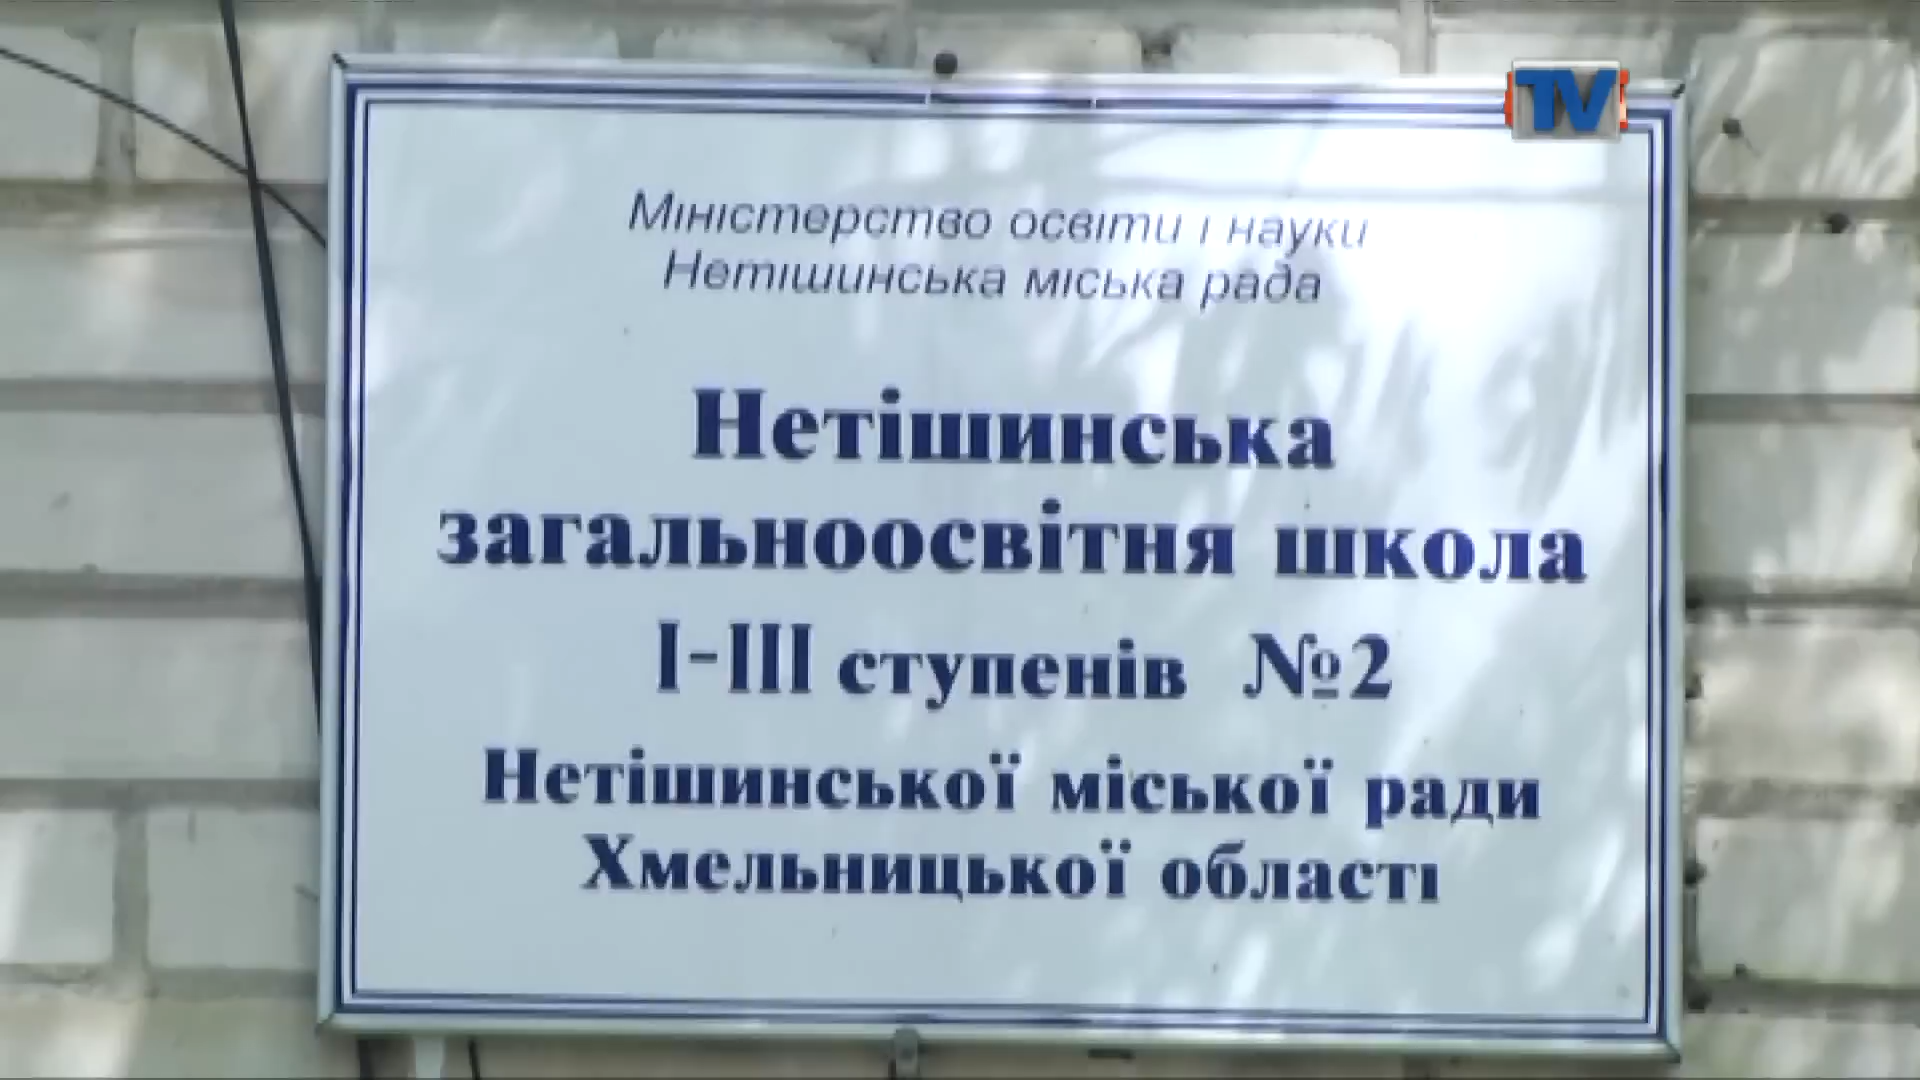 TV
Міністерство освіти і науки
Нетішинська міська рада
Нетішинська
загальноосвітня школа
І-ІІІ ступенів №2
Нетішинської міської ради
Хмельницької області